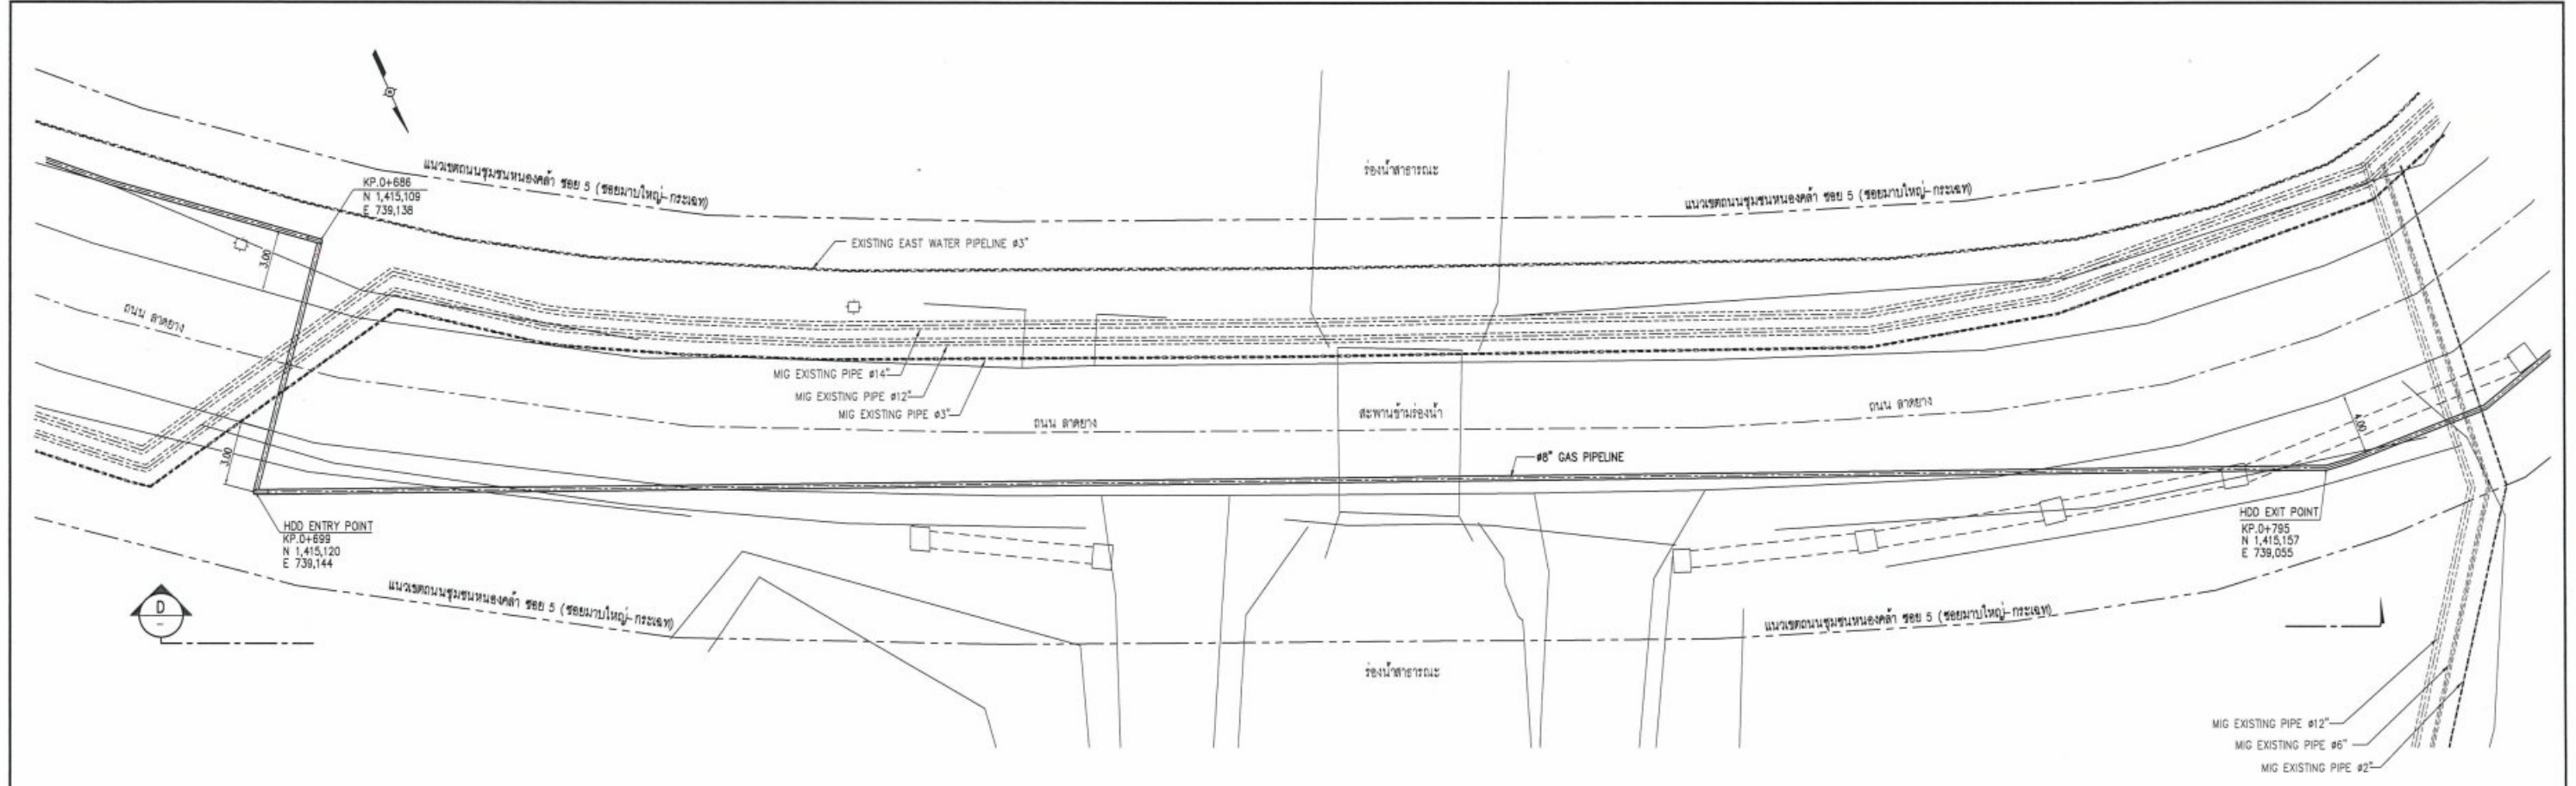 แนวเขตถนนชุมชนหนองคล้า ซอย 5 (ซอยมาบใหญ่-กระเฉท)
ร่องน้ำสาธารณะ
แนวเขตถนนชุมชนหนองคล้า ซอย 5 (ซอยมาบใหญ่-กระเฉท)
KP.0+686
N 1,415,109
E 739,138
EXISTING EAST WATER PIPELINE ø3"
3.00
ถนน ลาดยาง
MIG EXISTING PIPE ø14"
MIG EXISTING PIPE ø12"
MIG EXISTING PIPE ø3"
สะพานข้ามร่องน้ำ
ถนน ลาดยาง
ถนน ลาดยาง
4.00
3.00
ø8" GAS PIPELINE
HDD ENTRY POINT
KP.0+699
N 1,415,120
E 739,144
HDD EXIT POINT
KP.0+795
N 1,415,157
E 739,055
D
-
แนวเขตถนนชุมชนหนองคล้า ซอย 5 (ซอยมาบใหญ่-กระเฉท)
แนวเขตถนนชุมชนหนองคล้า ซอย 5 (ซอยมาบใหญ่-กระเฉท)
ร่องน้ำสาธารณะ
MIG EXISTING PIPE ø12"
MIG EXISTING PIPE ø6"
MIG EXISTING PIPE ø2"